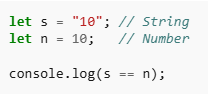 let s = "10"; // String
let n = 10;   // Number
console.log(s == n);